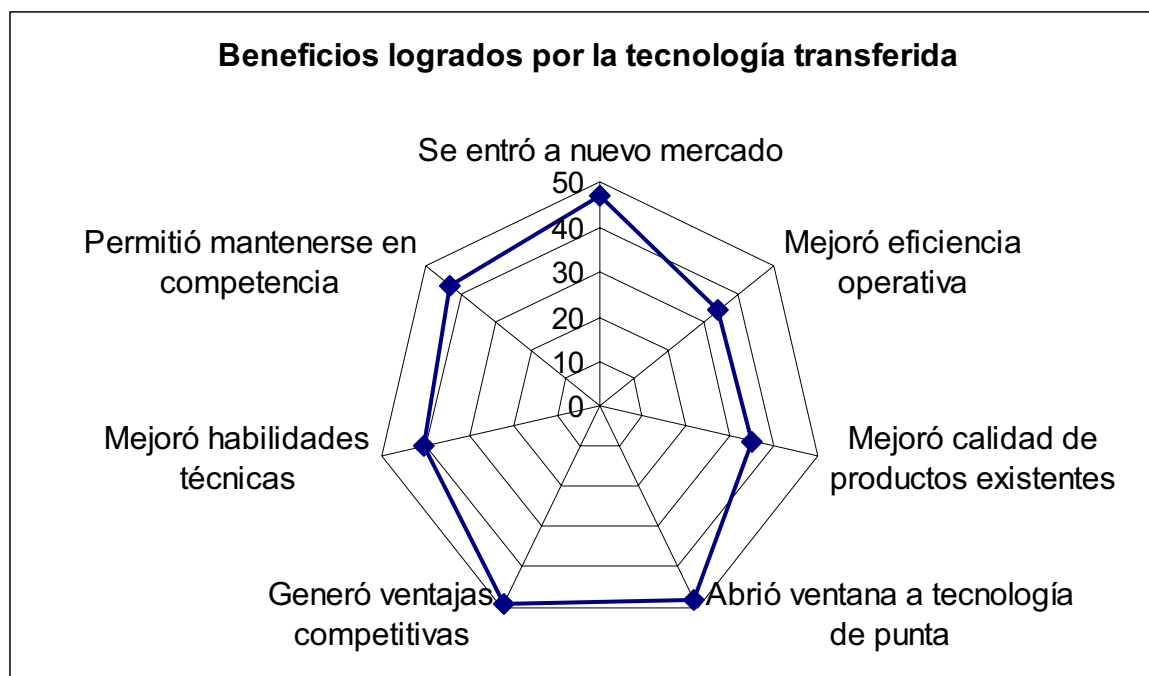 Beneficios logrados por la tecnología transferida
Se entró a nuevo mercado
50
40
30
20
10
0
Mejoró eficiencia
operativa
Mejoró calidad de
productos existentes
Abrió ventana a tecnología
de punta
Generó ventajas
competitivas
Mejoró habilidades
técnicas
Permitió mantenerse en
competencia